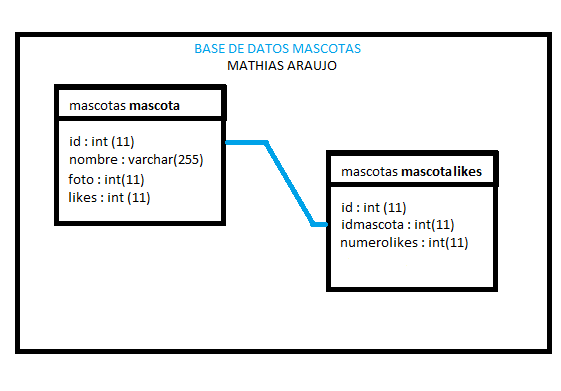 BASE DE DATOS MASCOTAS
MATHIAS ARAUJO
mascotas mascota
id : int (11)
nombre : varchar(255)
foto : int(11)
likes : int (11)
mascotas mascotalikes
id : int (11)
idmascota : int(11)
numerolikes : int(11)